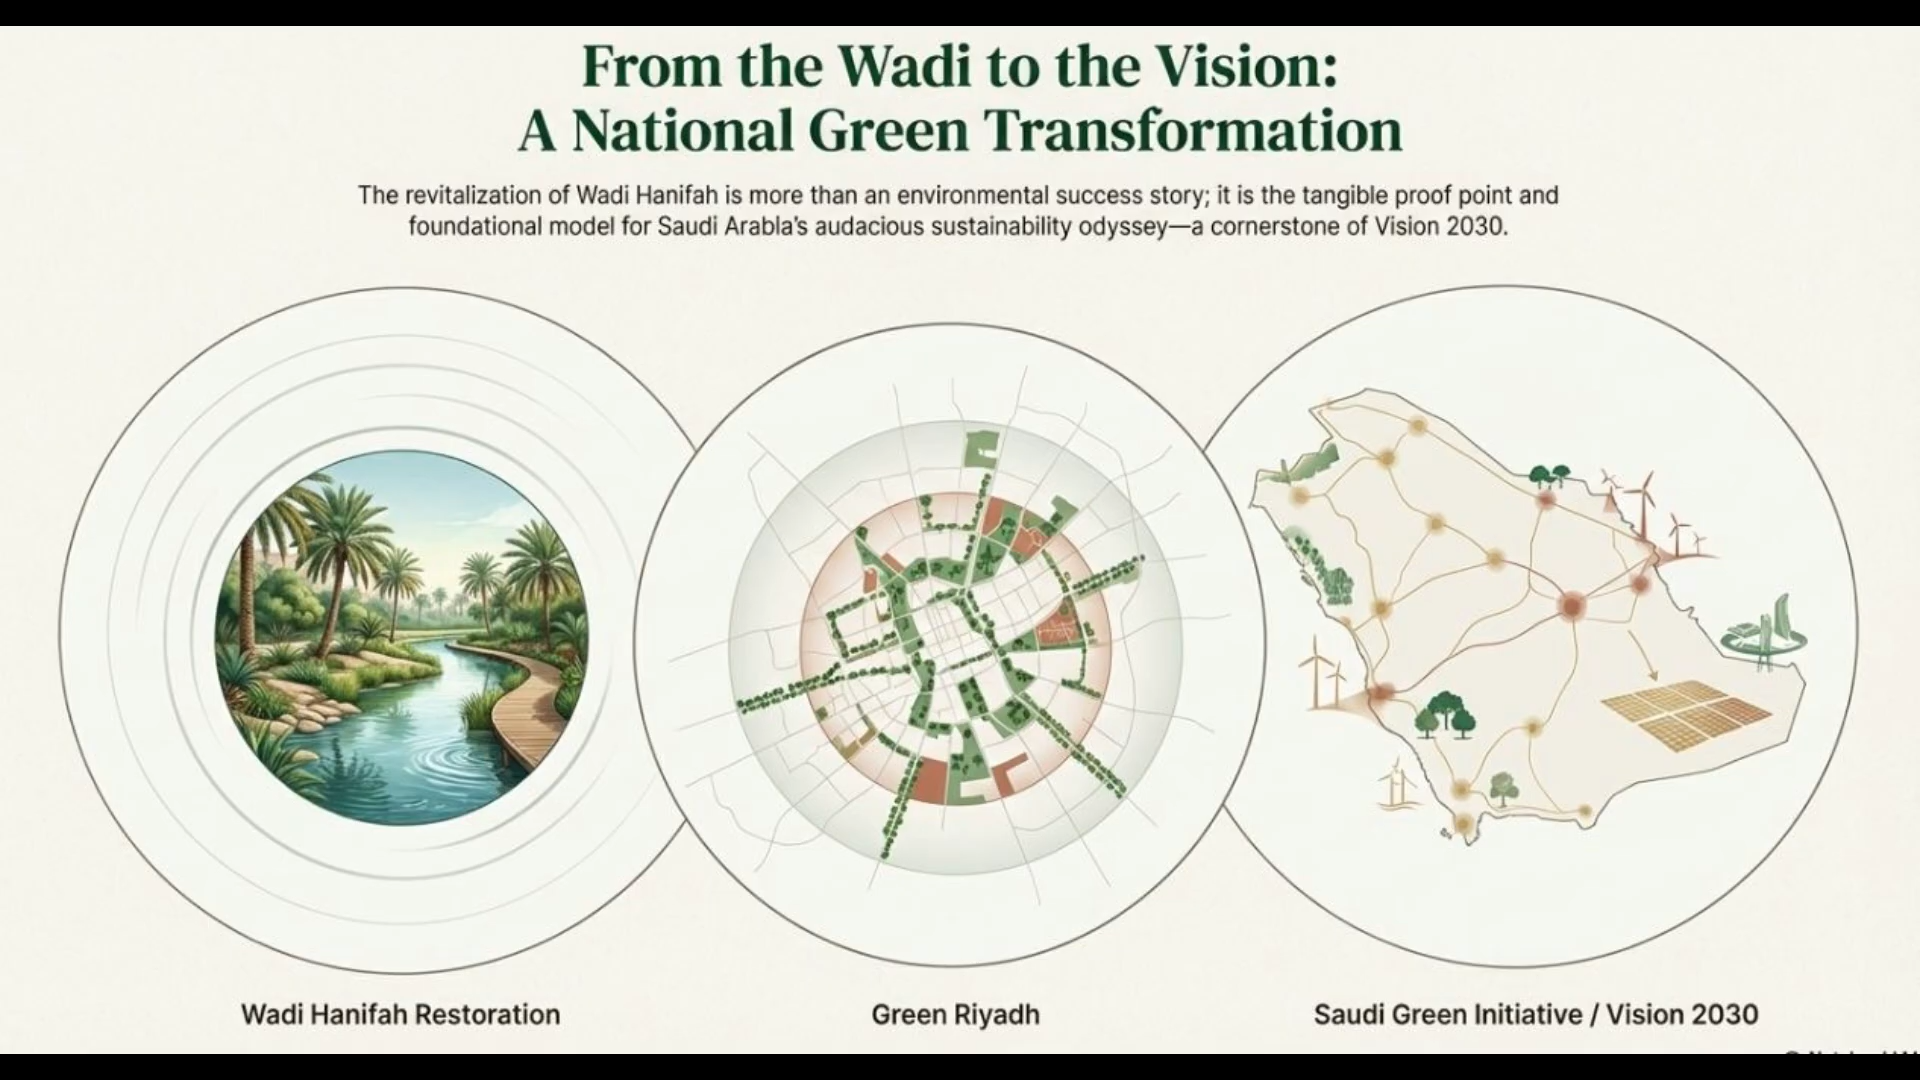 From the Wadi to the Vision:
A National Green Transformation
The revitalization of Wadi Hanifah is more than an environmental success story; it is the tangible proof point and
foundational model for Saudi Arabla's audacious sustainability odyssey—a cornerstone of Vision 2030.
Wadi Hanifah Restoration
Green Riyadh
Saudi Green Initiative / Vision 2030